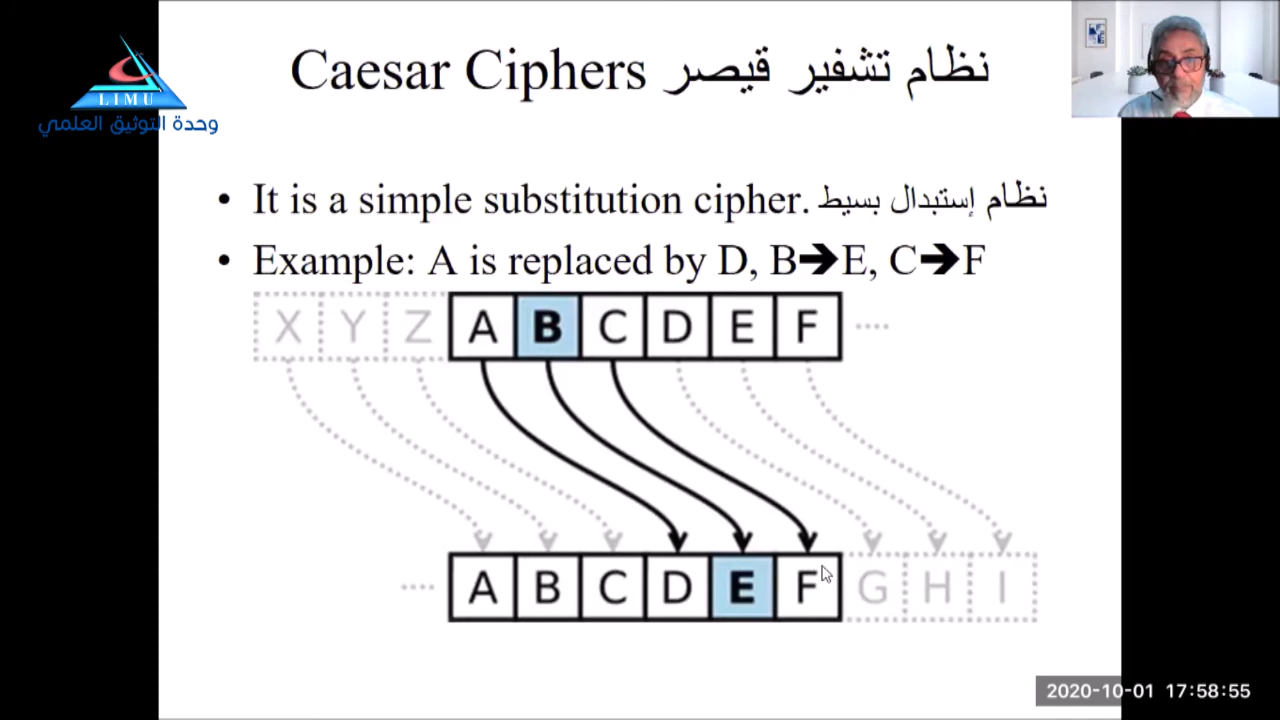 Caesar Ciphers نظام تشفير قيصر
LIMU
وحدة التوثيق العلمي
• It is a simple substitution cipher. نظام إستبدال بسيط
• Example: A is replaced by D, B➔E, C➔F
X Y Z A B C D E F ....
.... A B C D E F G H I
2020-10-01 17:58:55